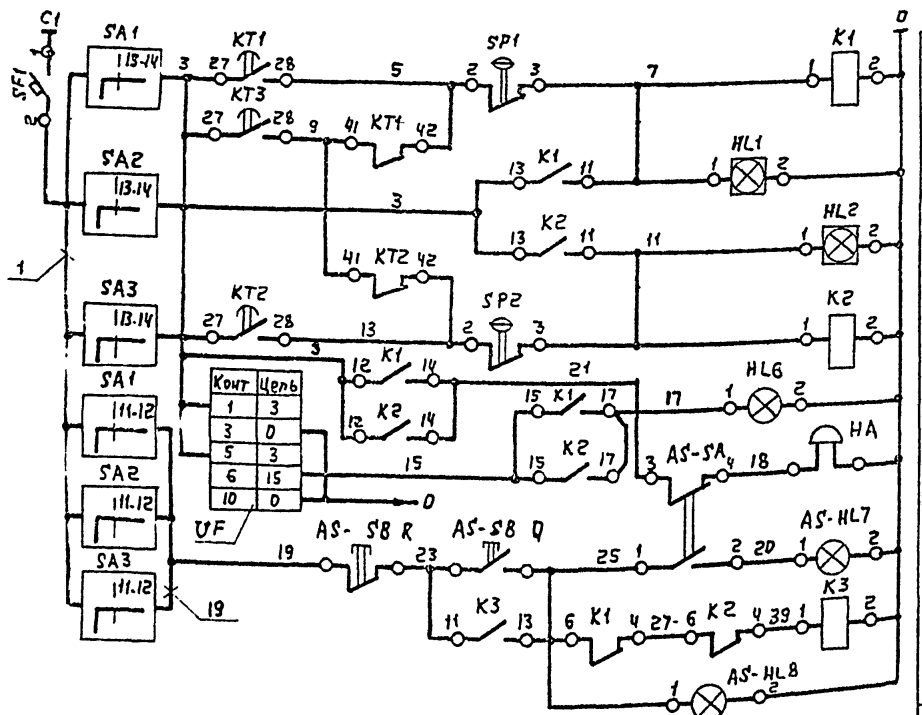 C1
0
SA1
13-14
3
KT1
27
28
5
SP1
2
3
7
K1
1
2
1
SF1
2
KT3
27
28
9
41
KT1
42
13
K1
11
HL1
1
2
SA2
13-14
3
13
K2
11
11
HL2
1
2
1
41
KT2
42
SA3
13-14
KT2
27
28
13
SP2
2
3
K2
1
2
3
12
K1
14
21
HL6
1
2
SA1
11-12
Конт Цепь
1 3
3 0
5 3
6 15
10 0
UF
12
K2
14
15
K1
17
17
15
15
K2
17
0
AS-SA
3
4
18
HA
SA2
11-12
SA3
11-12
19
19
AS-SB R
23
AS-SB Q
25
1
2
20
AS-HL7
1
2
11
K3
13
6
K1
4
27-
6
K2
4
39
K3
1
2
AS-HL8
1
2